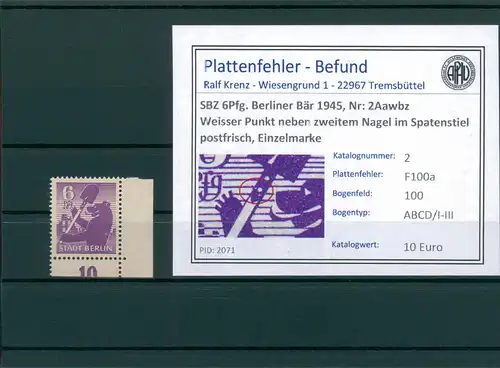 Plattenfehler - Befund
Ralf Krenz - Wiesengrund 1 - 22967 Tremsbüttel
SBZ 6Pfg. Berliner Bär 1945, Nr: 2Aawbz
Weisser Punkt neben zweitem Nagel im Spatenstiel
postfrisch, Einzelmarke
Katalognummer: 2
Plattenfehler: F100a
Bogenfeld: 100
Bogentyp: ABCD/I-III
Katalogwert: 10 Euro
PID: 2071
6
STADT BERLIN
10